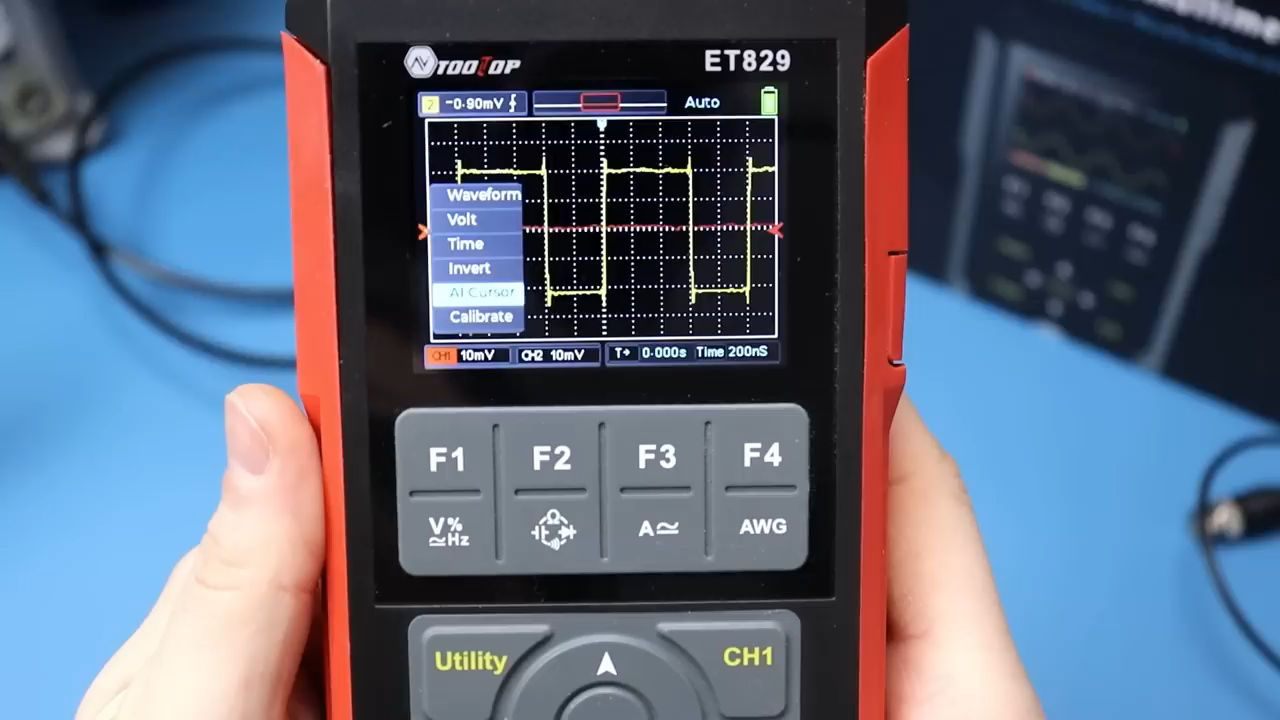 TOOLTOP ET829
2 -0.90mV Auto
Waveform
Volt
Time
Invert
AI Cursor
Calibrate
CH1 10mV CH2 10mV T→ 0.000s Time 200nS
F1 F2 F3 F4
V% ≃Hz A≃ AWG
Utility CH1